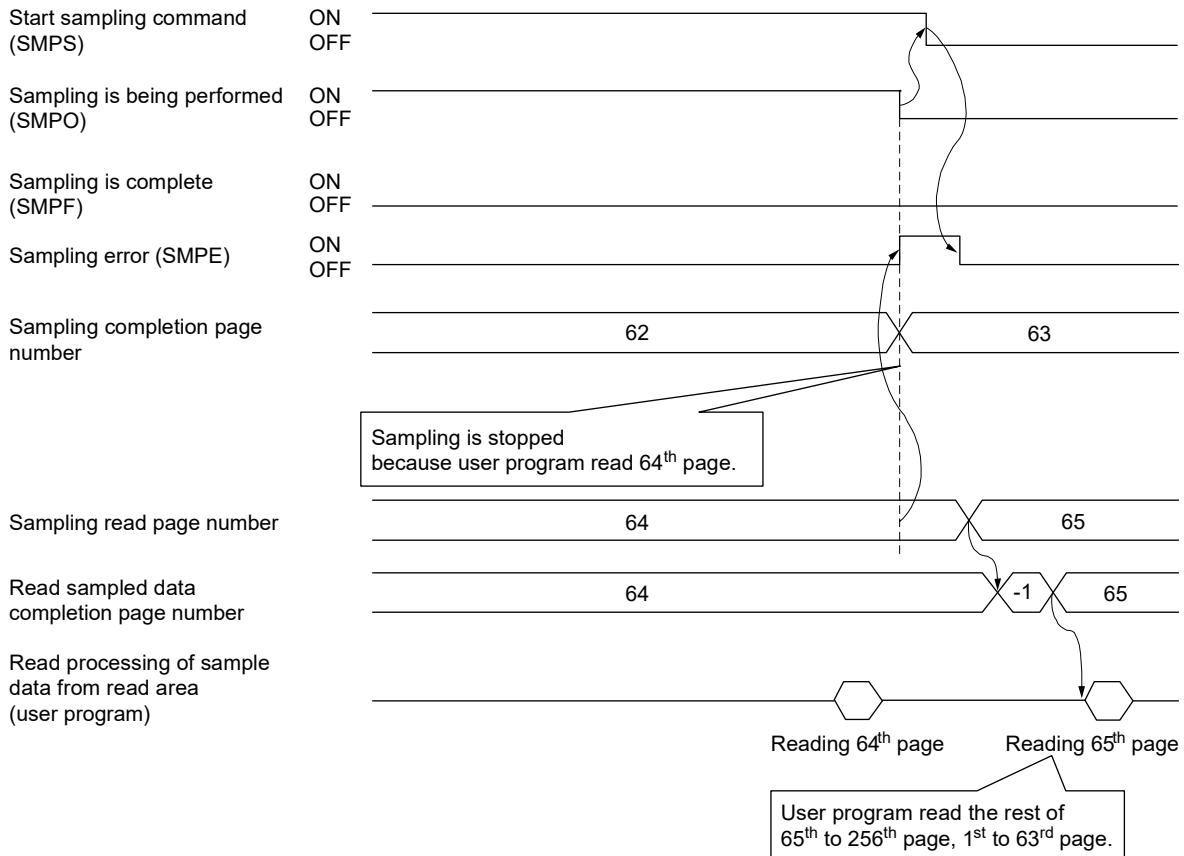 Start sampling command ON
(SMPS) OFF
Sampling is being performed ON
(SMPO) OFF
Sampling is complete ON
(SMPF) OFF
Sampling error (SMPE) ON
OFF
Sampling completion page
number
62 63
Sampling is stopped
because user program read 64th page.
Sampling read page number 64 65
Read sampled data
completion page number
64 -1 65
Read processing of sample
data from read area
(user program)
Reading 64th page Reading 65th page
User program read the rest of
65th to 256th page, 1st to 63rd page.